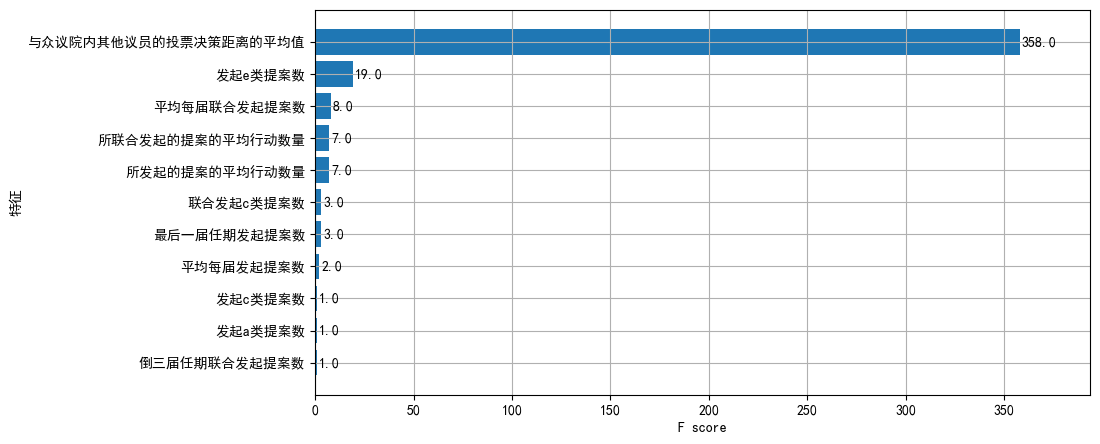 特征
与众议院内其他议员的投票决策距离的平均值 358.0
发起e类提案数 19.0
平均每届联合发起提案数 8.0
所联合发起的提案的平均行动数量 7.0
所发起的提案的平均行动数量 7.0
联合发起c类提案数 3.0
最后一届任期发起提案数 3.0
平均每届发起提案数 2.0
发起c类提案数 1.0
发起a类提案数 1.0
倒三届任期联合发起提案数 1.0
0 50 100 150 200 250 300 350
F score